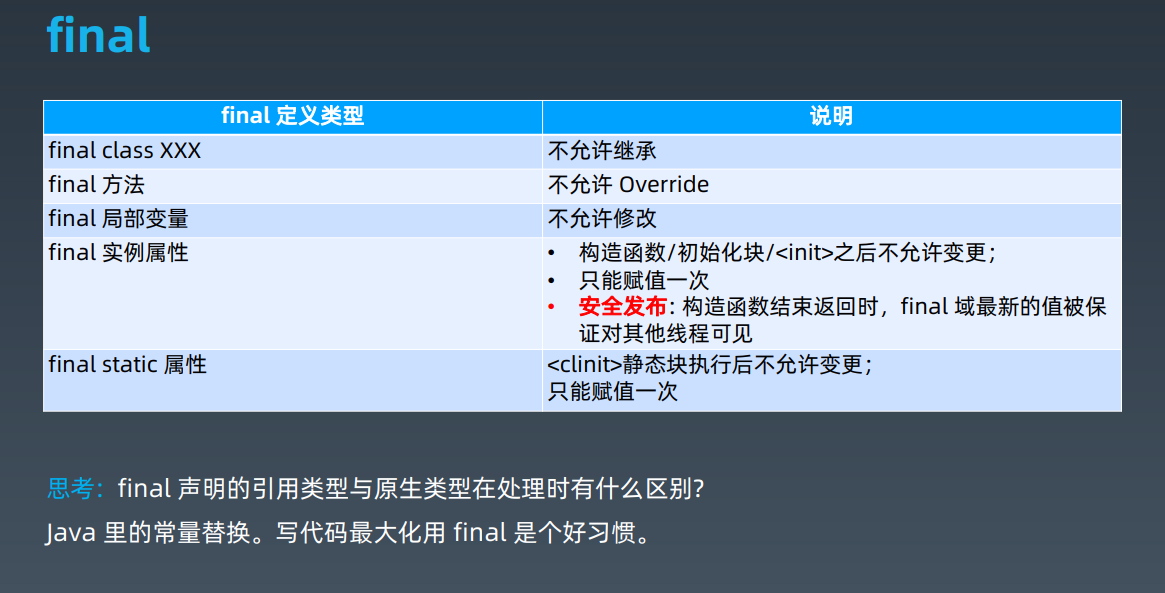 final
final 定义类型 说明
final class XXX 不允许继承
final 方法 不允许 Override
final 局部变量 不允许修改
final 实例属性 • 构造函数/初始化块/<init>之后不允许变更；
• 只能赋值一次
• 安全发布: 构造函数结束返回时，final 域最新的值被保
证对其他线程可见
final static 属性 <clinit>静态块执行后不允许变更；
只能赋值一次
思考：final 声明的引用类型与原生类型在处理时有什么区别？
Java 里的常量替换。写代码最大化用 final 是个好习惯。